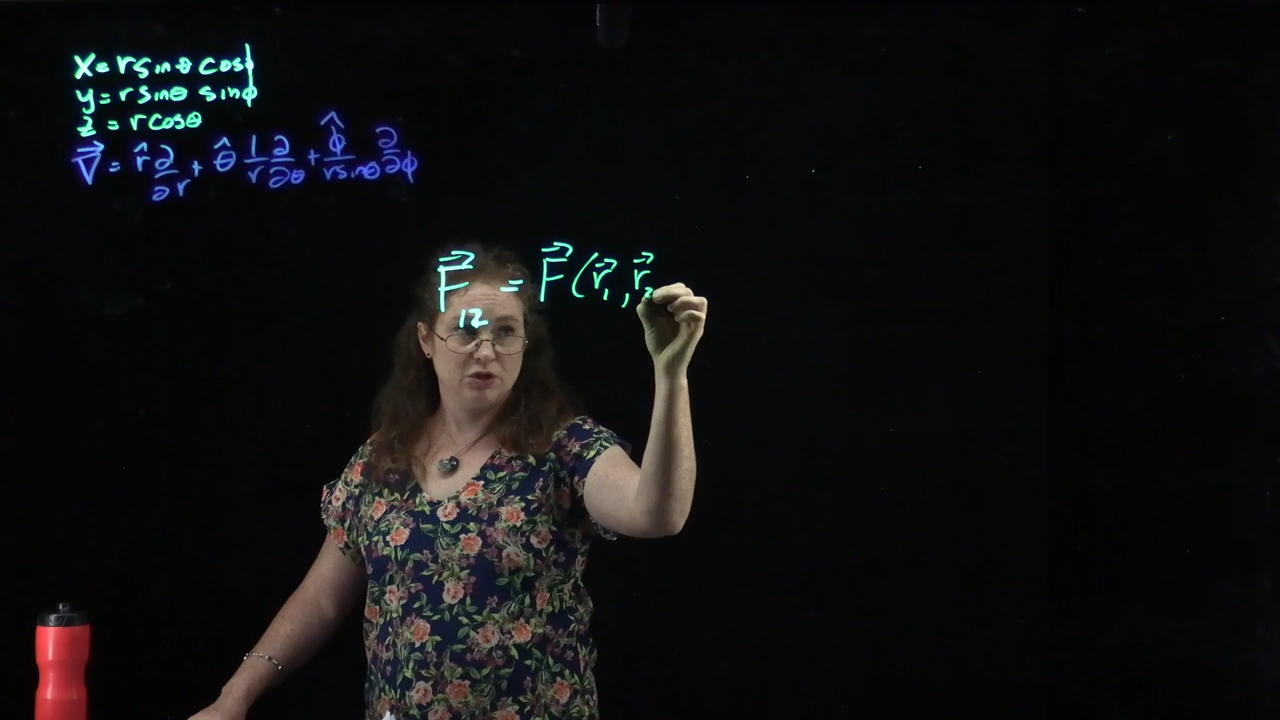 x = r sinθ cosϕ
y = r sinθ sinϕ
z = r cosθ
∇⃗ = r̂ ∂/∂r + θ̂ 1/r ∂/∂θ + ϕ̂/(r sinθ) ∂/∂ϕ
F⃗₁₂ = F⃗(r⃗₁, r⃗₂